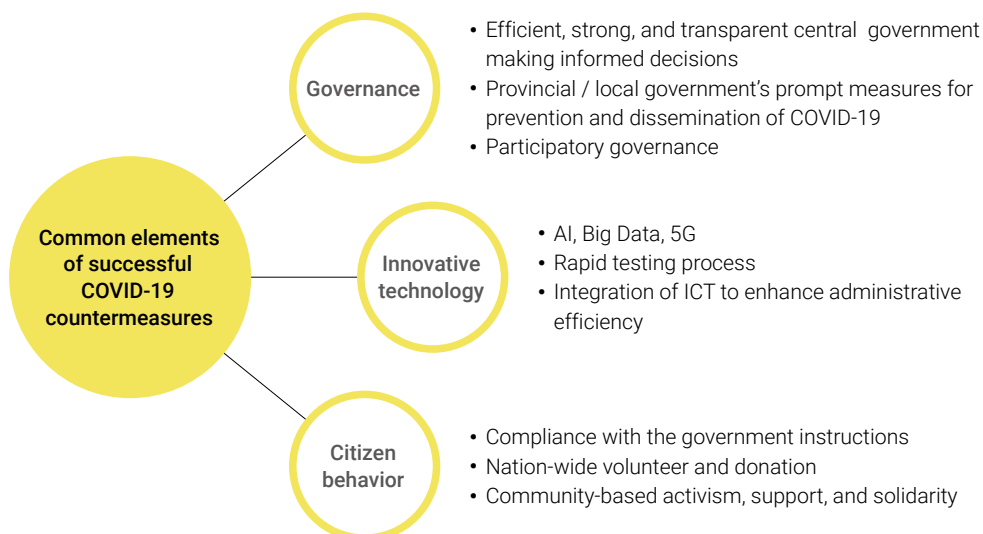 Common elements
of successful
COVID-19
countermeasures
Governance
• Efficient, strong, and transparent central government
making informed decisions
• Provincial / local government's prompt measures for
prevention and dissemination of COVID-19
• Participatory governance
Innovative
technology
• AI, Big Data, 5G
• Rapid testing process
• Integration of ICT to enhance administrative
efficiency
Citizen
behavior
• Compliance with the government instructions
• Nation-wide volunteer and donation
• Community-based activism, support, and solidarity